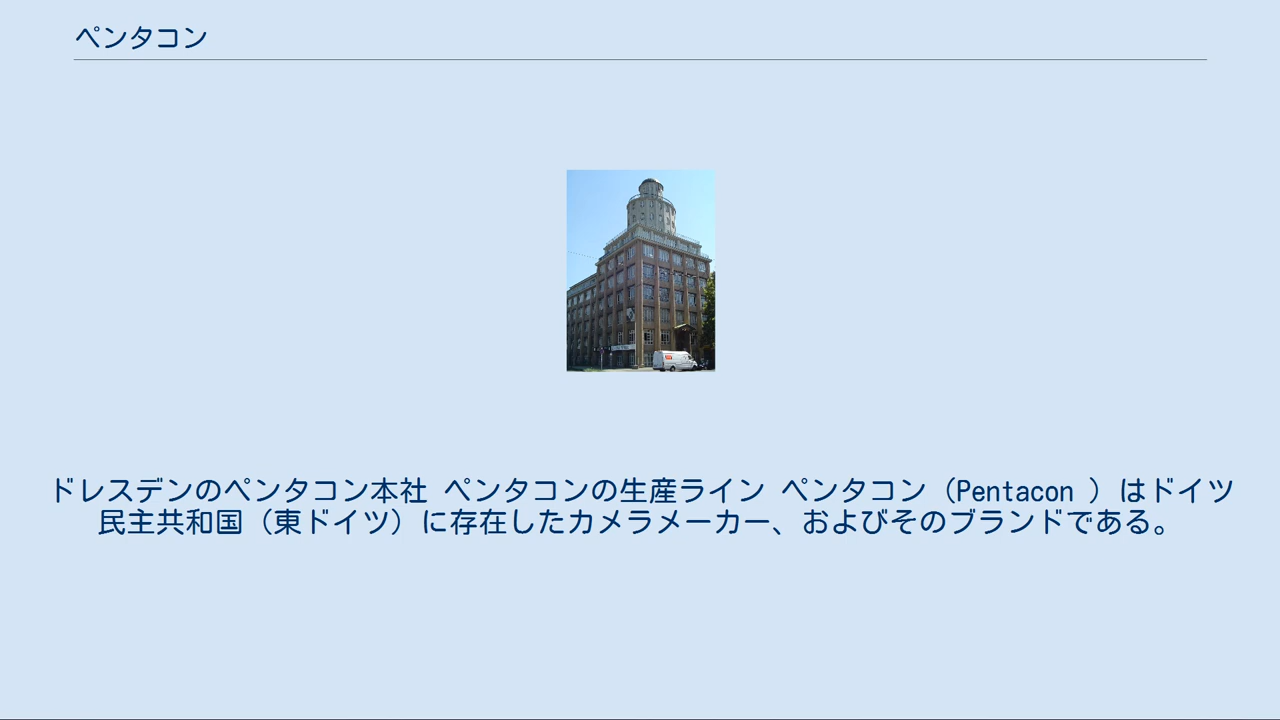 ペンタコン
ドレスデンのペンタコン本社 ペンタコンの生産ライン ペンタコン（Pentacon ）はドイツ
民主共和国（東ドイツ）に存在したカメラメーカー、およびそのブランドである。